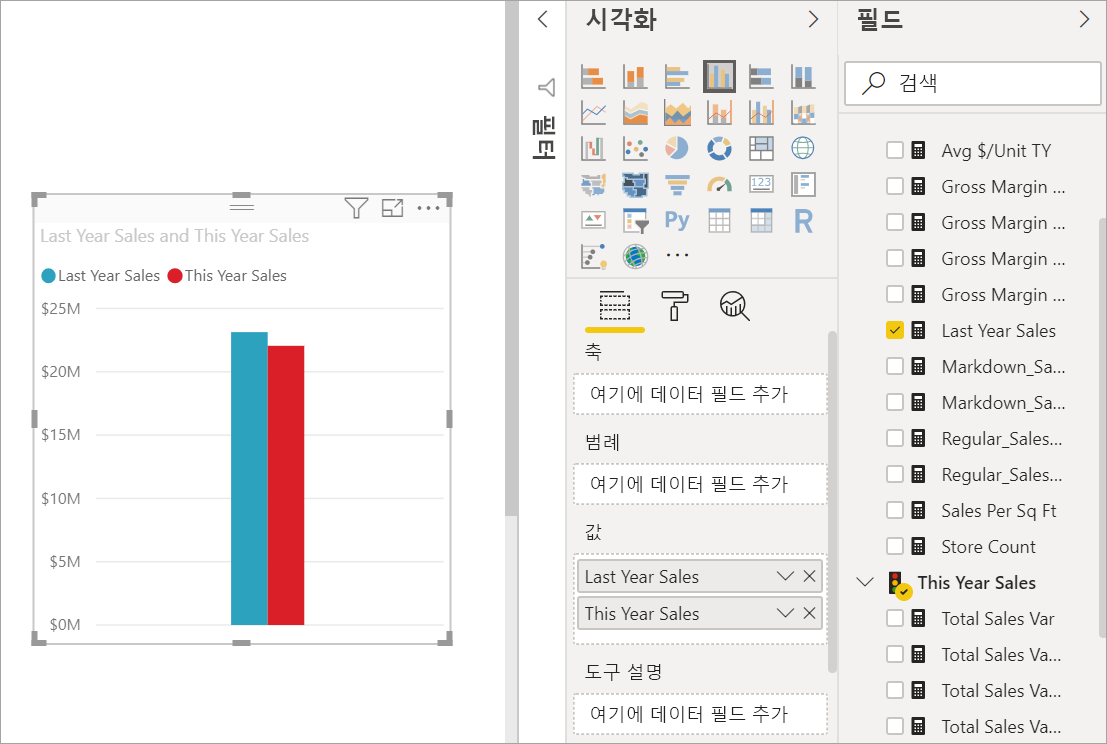 Last Year Sales and This Year Sales
Last Year Sales This Year Sales
$25M
$20M
$15M
$10M
$5M
$0M
필터
시각화
123
Py
R
축
여기에 데이터 필드 추가
범례
여기에 데이터 필드 추가
값
Last Year Sales
This Year Sales
도구 설명
여기에 데이터 필드 추가
필드
검색
Avg $/Unit TY
Gross Margin ...
Gross Margin ...
Gross Margin ...
Gross Margin ...
Last Year Sales
Markdown_Sa...
Markdown_Sa...
Regular_Sales...
Regular_Sales...
Sales Per Sq Ft
Store Count
This Year Sales
Total Sales Var
Total Sales Va...
Total Sales Va...
Total Sales Va...